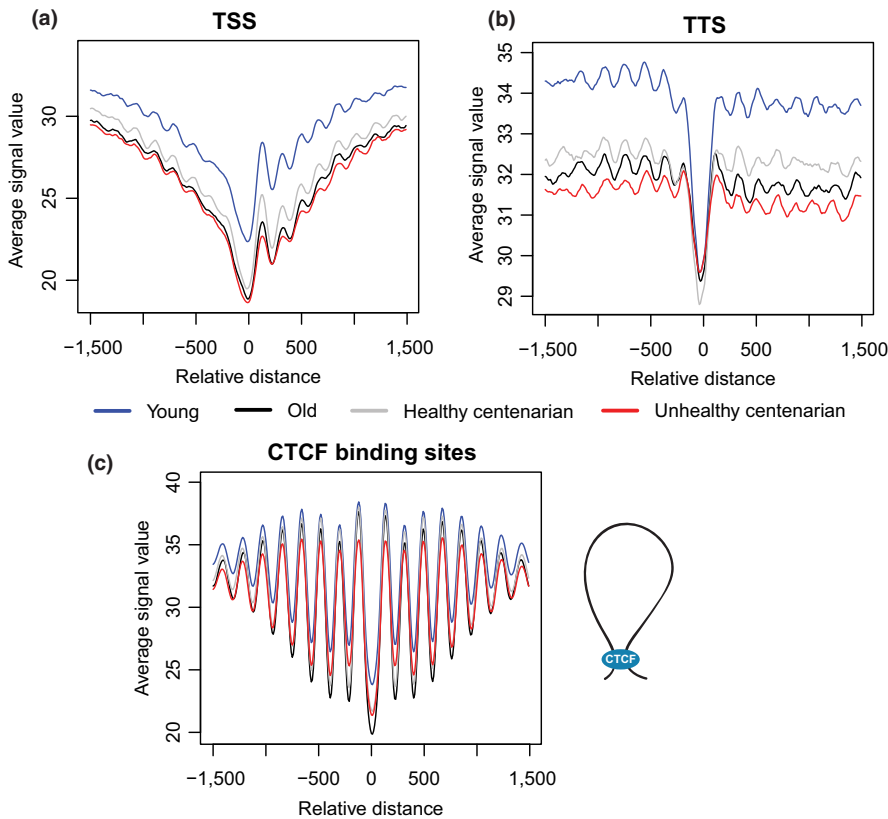 (a)
TSS
Average signal value
30
25
20
−1,500
−500
0
500
1,500
Relative distance
(b)
TTS
Average signal value
35
34
33
32
31
30
29
−1,500
−500
0
500
1,500
Relative distance
Young
Old
Healthy centenarian
Unhealthy centenarian
(c)
CTCF binding sites
Average signal value
40
35
30
25
20
−1,500
−500
0
500
1,500
Relative distance
CTCF